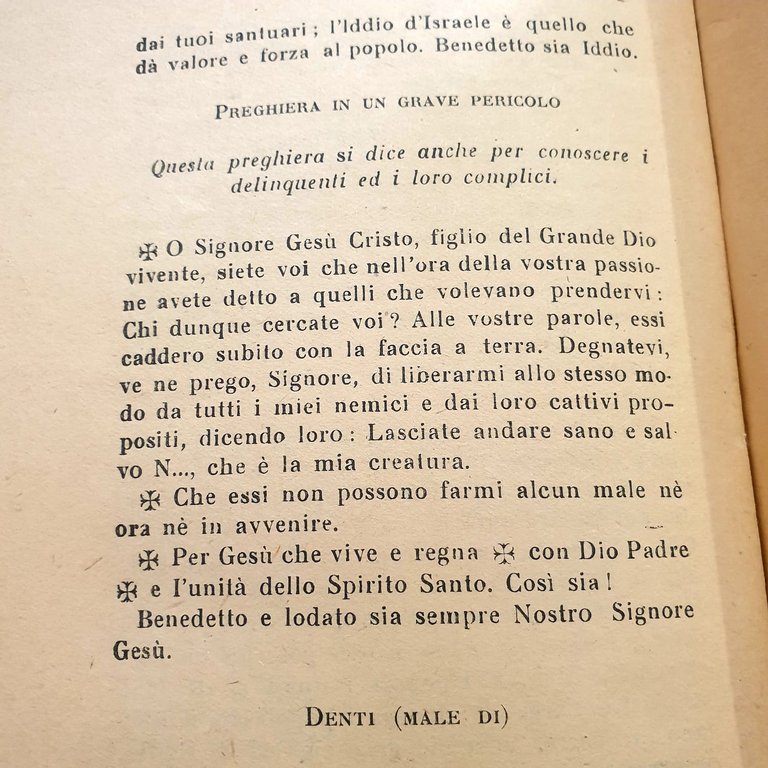 dai tuoi santuari ; l'Iddio d'Israele è quello che
dà valore e forza al popolo. Benedetto sia Iddio.
PREGHIERA IN UN GRAVE PERICOLO
Questa preghiera si dice anche per conoscere i
delinquenti ed i loro complici.
✠ O Signore Gesù Cristo, figlio del Grande Dio
vivente, siete voi che nell'ora della vostra passio-
ne avete detto a quelli che volevano prendervi :
Chi dunque cercate voi ? Alle vostre parole, essi
caddero subito con la faccia a terra. Degnatevi,
ve ne prego, Signore, di liberarmi allo stesso mo-
do da tutti i miei nemici e dai loro cattivi pro-
positi, dicendo loro : Lasciate andare sano e sal-
vo N..., che è la mia creatura.
✠ Che essi non possono farmi alcun male nè
ora nè in avvenire.
✠ Per Gesù che vive e regna ✠ con Dio Padre
✠ e l'unità dello Spirito Santo. Così sia !
Benedetto e lodato sia sempre Nostro Signore
Gesù.
DENTI (MALE DI)